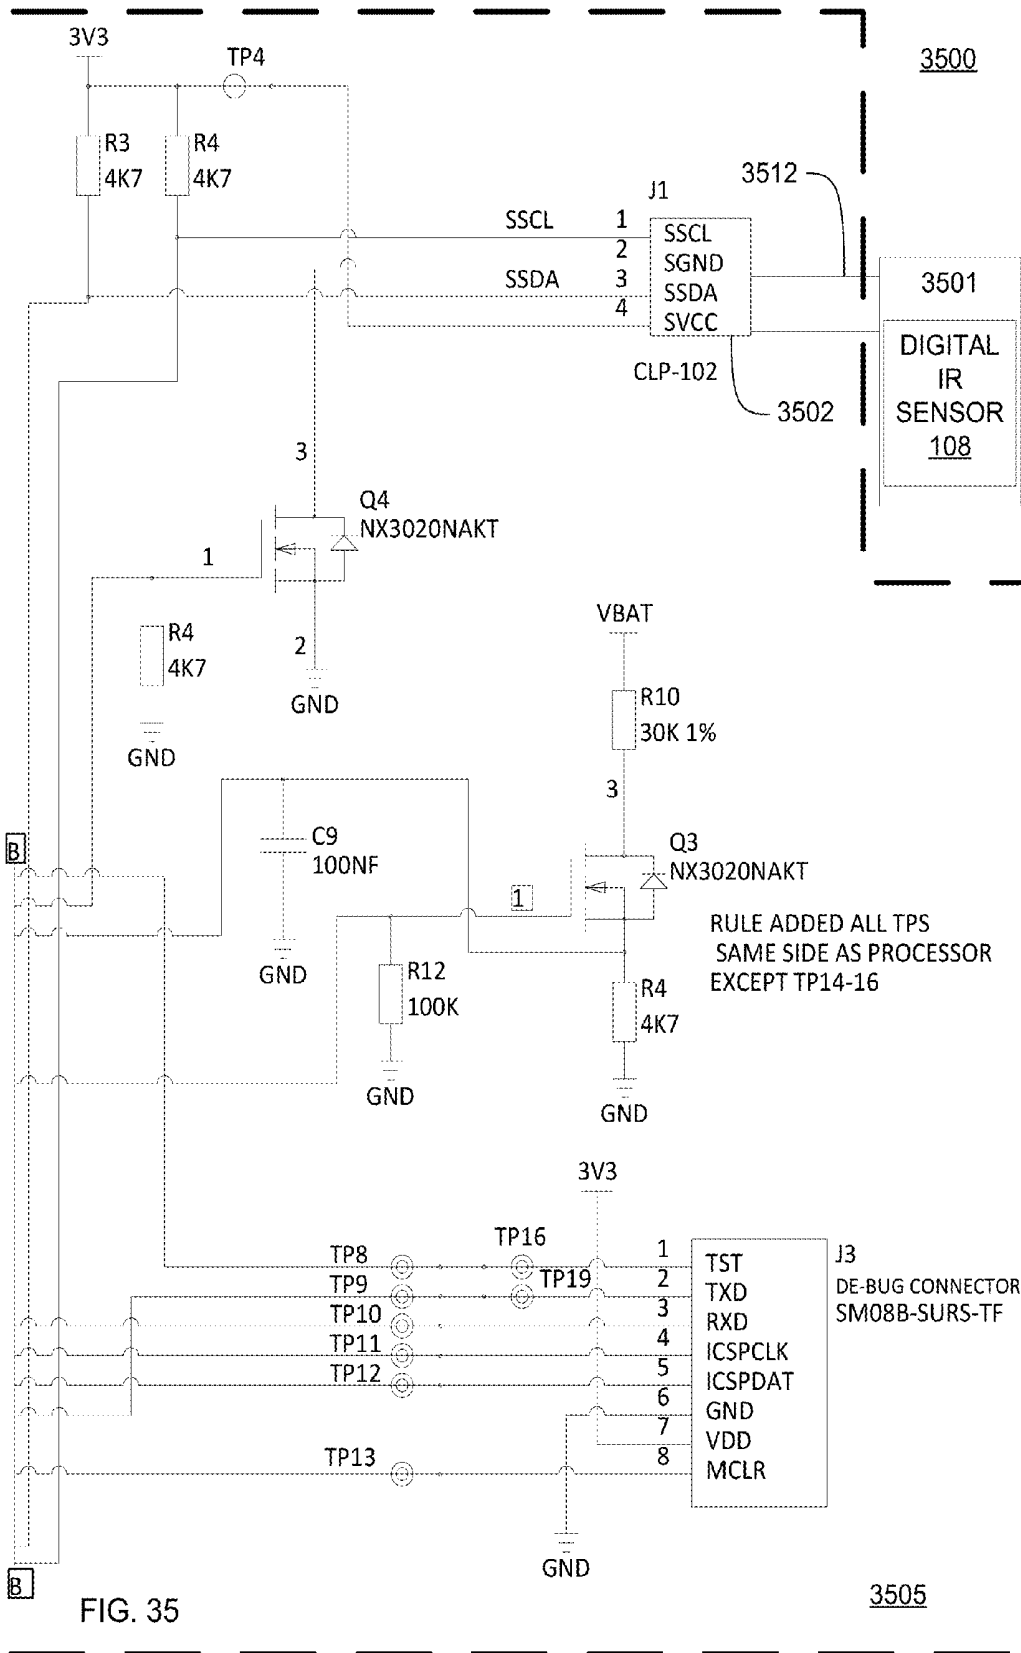 3V3
TP4
3500
R3
4K7
R4
4K7
3512
J1
SSCL
1
SSCL
2
SGND
SSDA
3
SSDA
4
SVCC
3501
CLP-102
DIGITAL
IR
SENSOR
108
3502
3
Q4
NX3020NAKT
1
R4
4K7
2
GND
GND
VBAT
R10
30K 1%
3
B
C9
100NF
Q3
NX3020NAKT
1
GND
RULE ADDED ALL TPS
SAME SIDE AS PROCESSOR
EXCEPT TP14-16
R12
100K
R4
4K7
GND
GND
3V3
TP8
TP16
1
TST
J3
TP9
TP19
2
TXD
DE-BUG CONNECTOR
TP10
3
RXD
SM08B-SURS-TF
TP11
4
ICSPCLK
TP12
5
ICSPDAT
6
GND
7
VDD
TP13
8
MCLR
GND
B
FIG. 35
3505